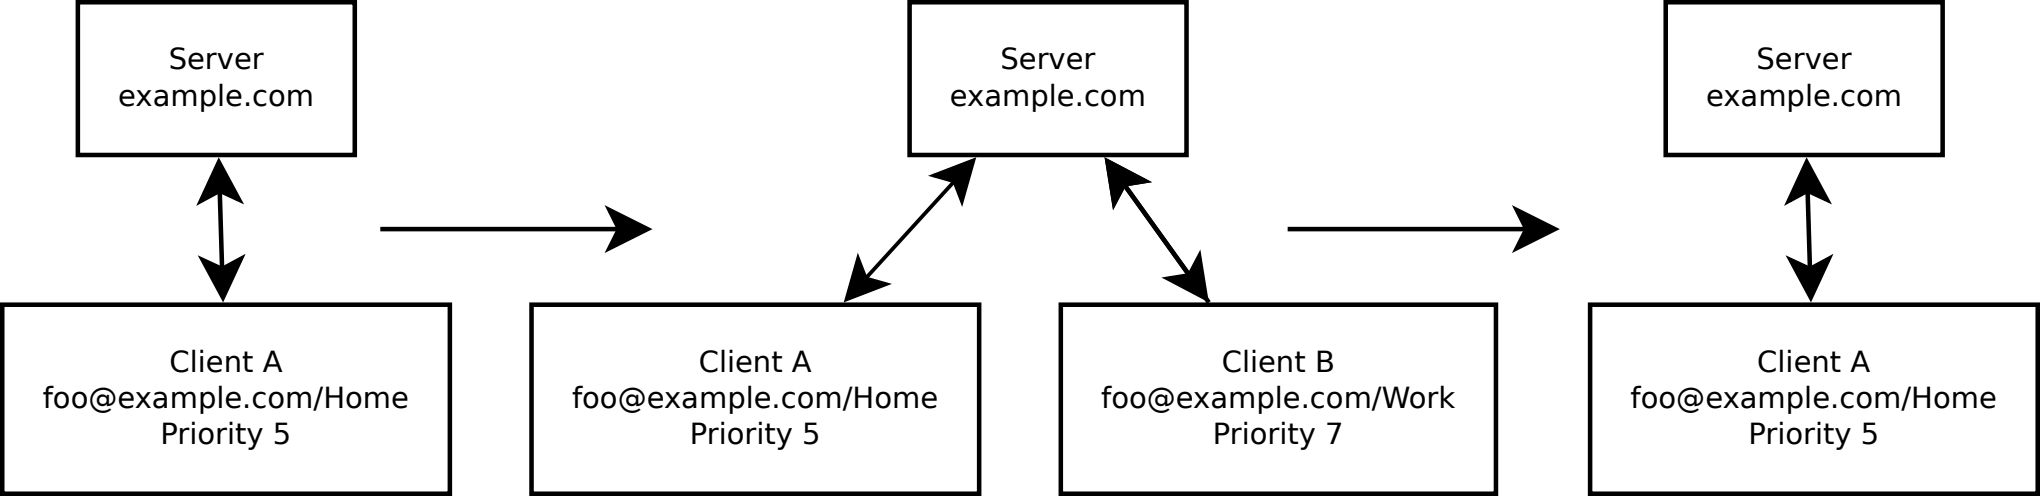 Server
example.com
Server
example.com
Server
example.com
Client A
foo@example.com/Home
Priority 5
Client A
foo@example.com/Home
Priority 5
Client B
foo@example.com/Work
Priority 7
Client A
foo@example.com/Home
Priority 5